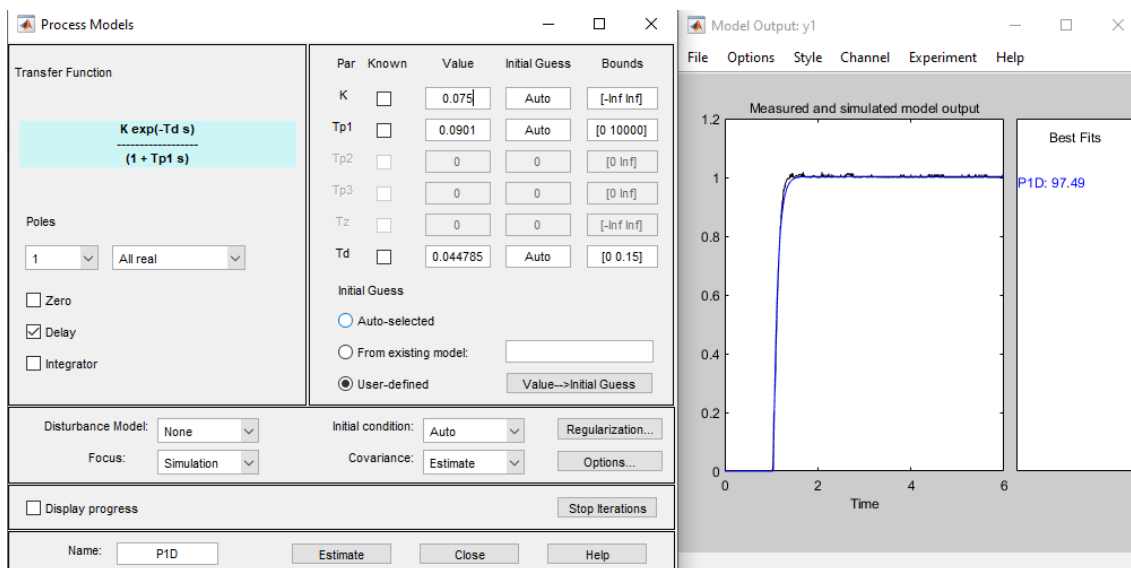 Process Models
Transfer Function
K exp(-Td s)
------------------
(1 + Tp1 s)
Poles
1 All real
Zero
Delay
Integrator
Par Known Value Initial Guess Bounds
K 0.075 Auto [-Inf Inf]
Tp1 0.0901 Auto [0 10000]
Tp2 0 0 [0 Inf]
Tp3 0 0 [0 Inf]
Tz 0 0 [-Inf Inf]
Td 0.044785 Auto [0 0.15]
Initial Guess
Auto-selected
From existing model:
User-defined Value-->Initial Guess
Disturbance Model: None Initial condition: Auto Regularization...
Focus: Simulation Covariance: Estimate Options...
Display progress Stop Iterations
Name: P1D Estimate Close Help
Model Output: y1
File Options Style Channel Experiment Help
Measured and simulated model output
1.2
1
0.8
0.6
0.4
0.2
0
0 2 4 6
Time
Best Fits
P1D: 97.49